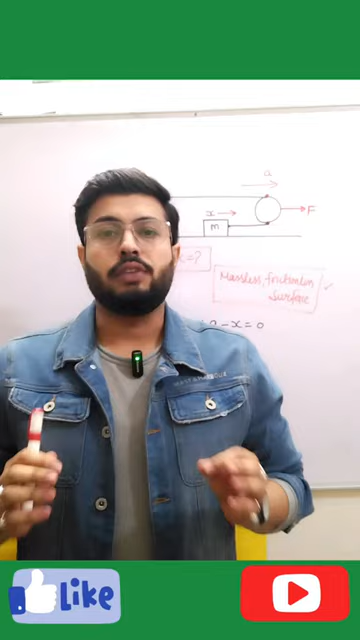 a
x
m
F
x=?
Massless, frictionless
Surface
a - x = 0
Like